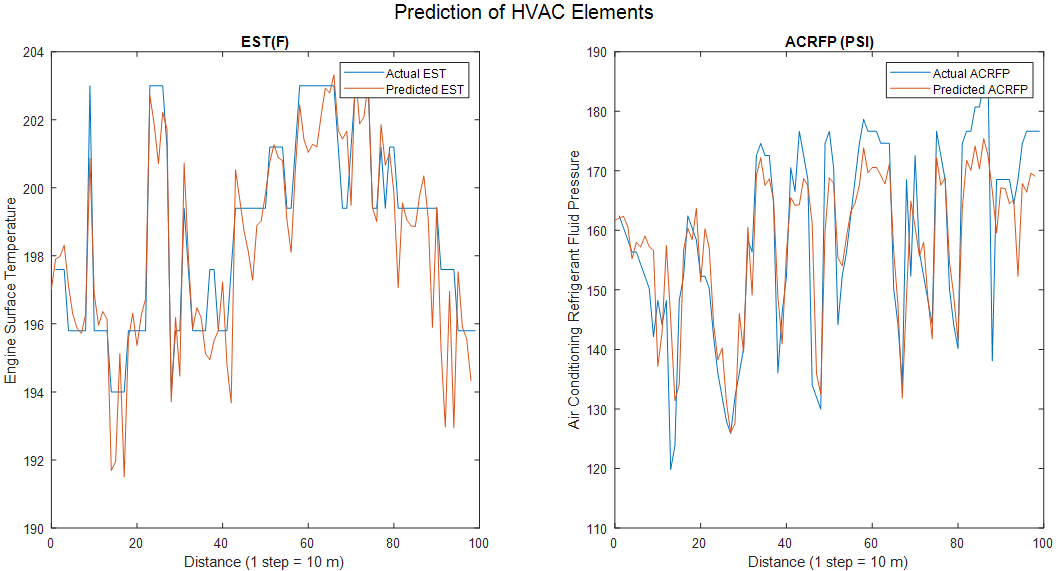 Prediction of HVAC Elements
EST(F)
204
202
200
198
196
194
192
190
Engine Surface Temperature
Actual EST
Predicted EST
0
20
40
60
80
100
Distance (1 step = 10 m)
ACRFP (PSI)
190
180
170
160
150
140
130
120
110
Air Conditioning Refrigerant Fluid Pressure
Actual ACRFP
Predicted ACRFP
0
20
40
60
80
100
Distance (1 step = 10 m)